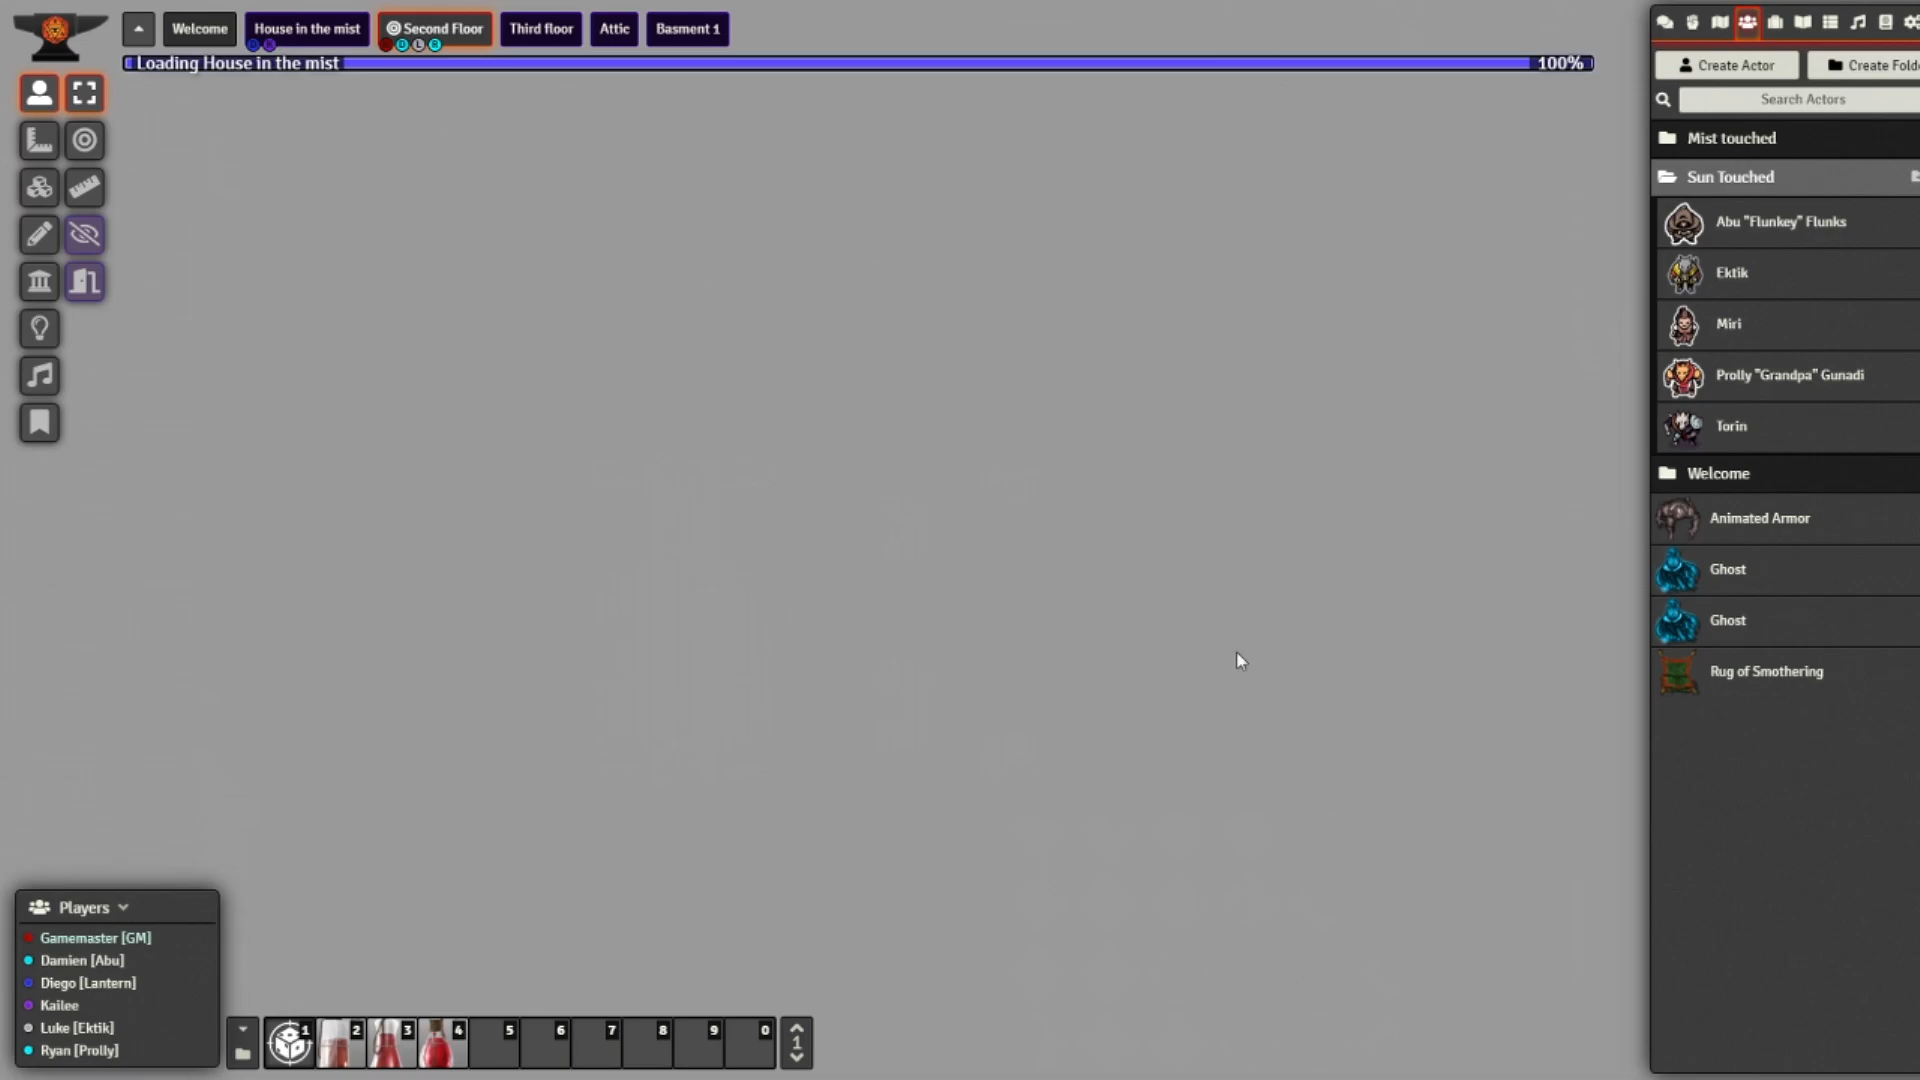 Welcome
House in the mist
Second Floor
Third floor
Attic
Basment 1
D K
D L R
Loading House in the mist
100%
Create Actor
Create Folde
Search Actors
Mist touched
Sun Touched
Abu "Flunkey" Flunks
Ektik
Miri
Prolly "Grandpa" Gunadi
Torin
Welcome
Animated Armor
Ghost
Ghost
Rug of Smothering
Players
Gamemaster [GM]
Damien [Abu]
Diego [Lantern]
Kailee
Luke [Ektik]
Ryan [Prolly]
1 2 3 4 5 6 7 8 9 0
1